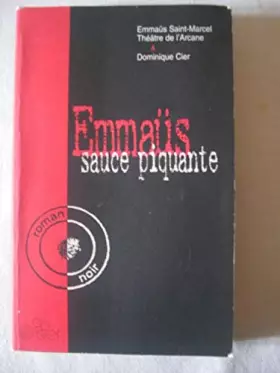 Emmaüs Saint-Marcel
Théâtre de l'Arcane
&
Dominique Cier
Emmaüs
sauce piquante
roman
noir